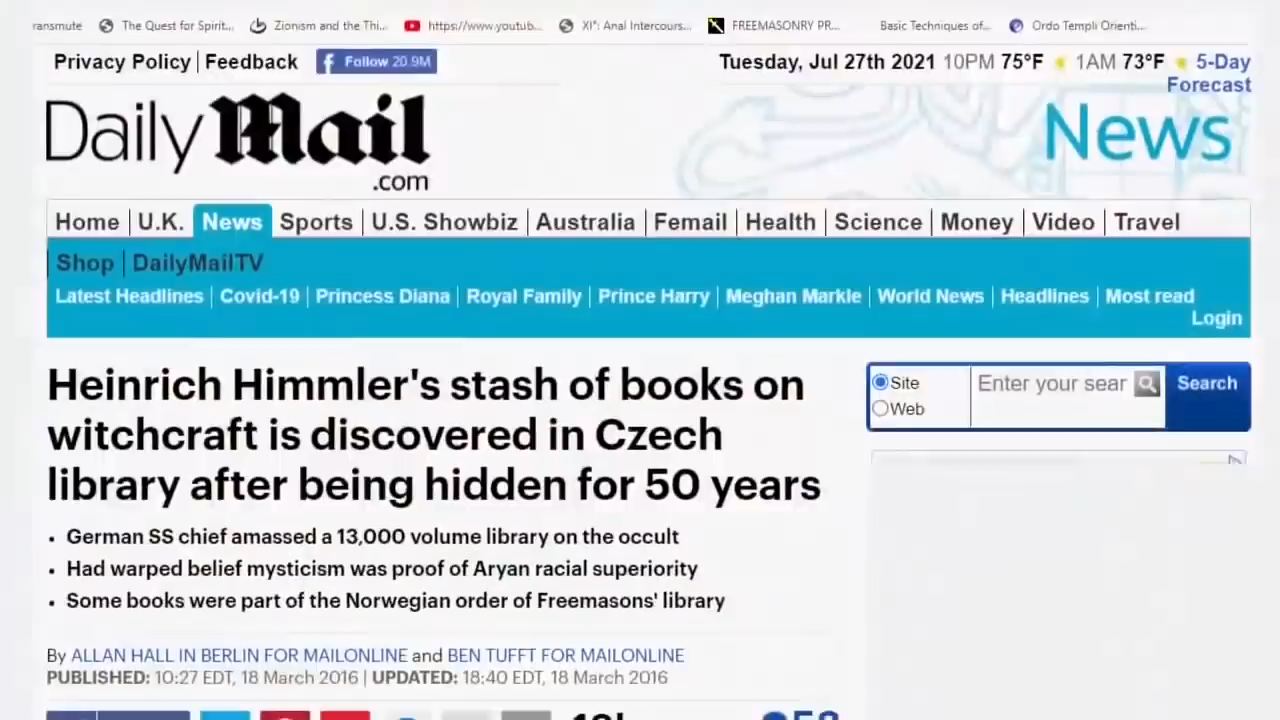 ransmute The Quest for Spirit... Zionism and the Thi... https://www.youtub... XI°: Anal Intercours... FREEMASONRY PR... Basic Techniques of... Ordo Templi Orienti...
Privacy Policy | Feedback Follow 20.9M Tuesday, Jul 27th 2021 10PM 75°F 1AM 73°F 5-Day
Forecast
Daily Mail
.com
News
Home U.K. News Sports U.S. Showbiz Australia Femail Health Science Money Video Travel
Shop DailyMailTV
Latest Headlines Covid-19 Princess Diana Royal Family Prince Harry Meghan Markle World News Headlines Most read
Login
Heinrich Himmler's stash of books on
witchcraft is discovered in Czech
library after being hidden for 50 years
Site Enter your sear Search
Web
• German SS chief amassed a 13,000 volume library on the occult
• Had warped belief mysticism was proof of Aryan racial superiority
• Some books were part of the Norwegian order of Freemasons' library
By ALLAN HALL IN BERLIN FOR MAILONLINE and BEN TUFFT FOR MAILONLINE
PUBLISHED: 10:27 EDT, 18 March 2016 | UPDATED: 18:40 EDT, 18 March 2016